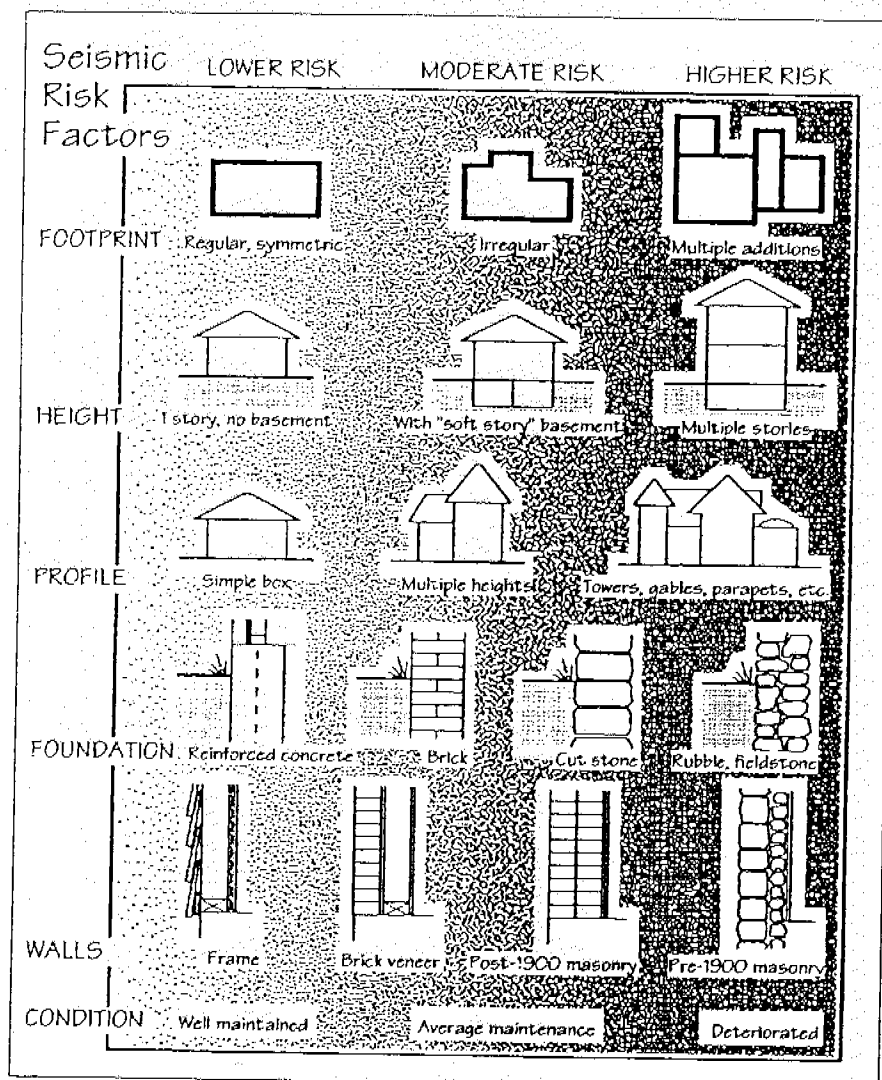 Seismic
Risk
Factors
LOWER RISK
MODERATE RISK
HIGHER RISK
FOOTPRINT
Regular, symmetric
Irregular
Multiple additions
HEIGHT
1 story, no basement
With "soft story" basement
Multiple stories
PROFILE
Simple box
Multiple heights
Towers, gables, parapets, etc.
FOUNDATION
Reinforced concrete
Brick
Cut stone
Rubble, fieldstone
WALLS
Frame
Brick veneer
Post-1900 masonry
Pre-1900 masonry
CONDITION
Well maintained
Average maintenance
Deteriorated